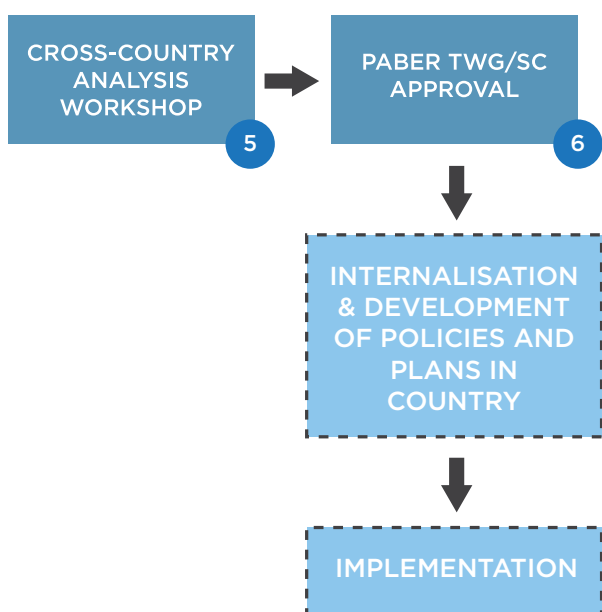 CROSS-COUNTRY
ANALYSIS
WORKSHOP
5
PABER TWG/SC
APPROVAL
6
INTERNALISATION
& DEVELOPMENT
OF POLICIES AND
PLANS IN
COUNTRY
IMPLEMENTATION